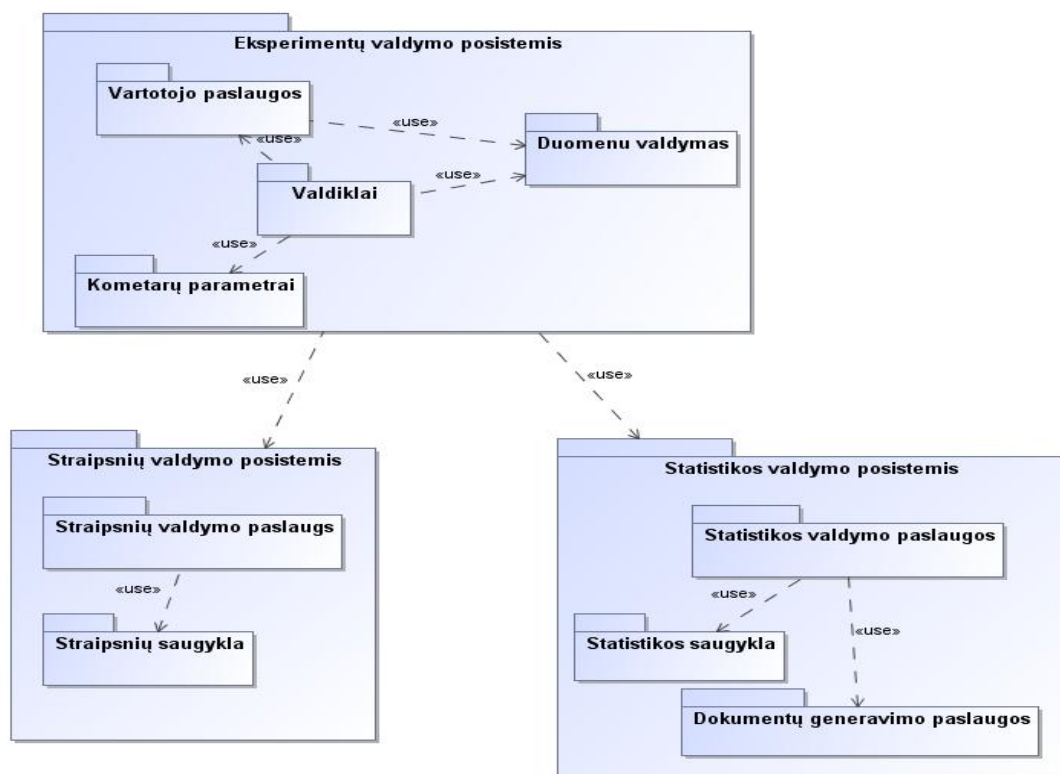 Eksperimentų valdymo posistemis
Vartotojo paslaugos
«use»
«use»
Duomenu valdymas
Valdiklai
«use»
«use»
Kometarų parametrai
«use»
«use»
Straipsnių valdymo posistemis
Statistikos valdymo posistemis
Straipsnių valdymo paslaugs
Statistikos valdymo paslaugos
«use»
«use»
«use»
Straipsnių saugykla
Statistikos saugykla
Dokumentų generavimo paslaugos